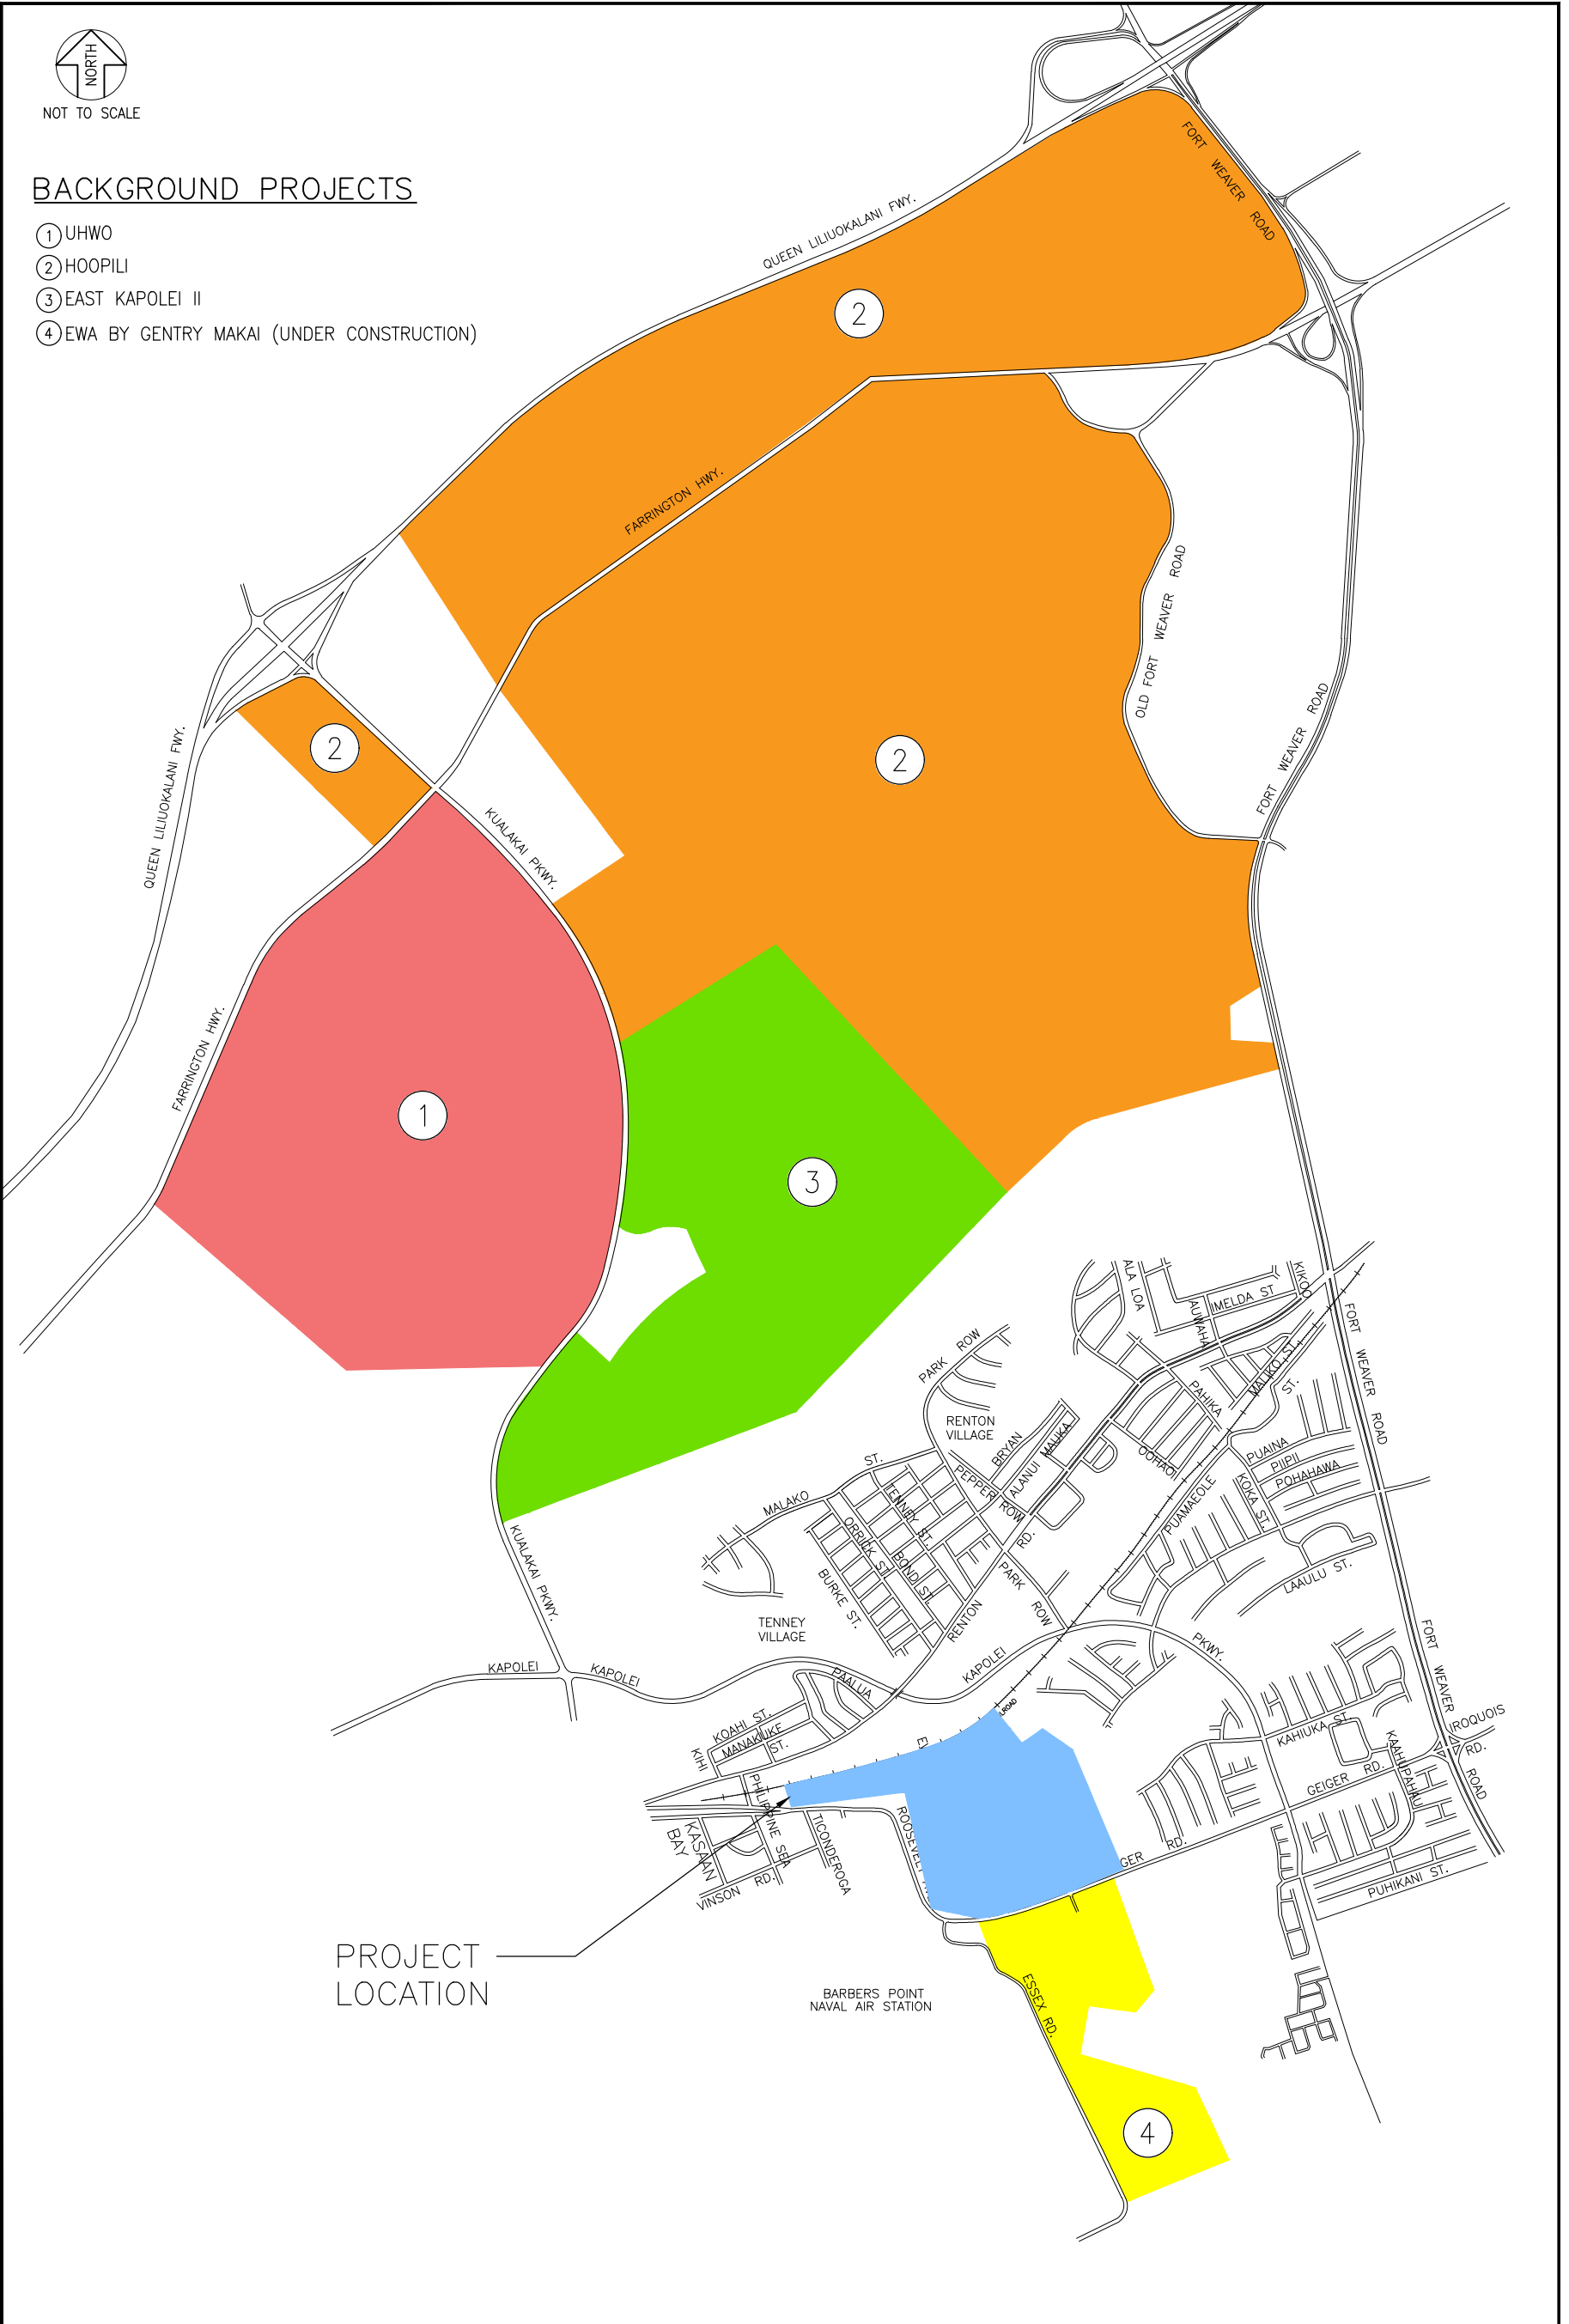 NORTH
NOT TO SCALE
BACKGROUND PROJECTS
1 UHWO
2 HOOPILI
3 EAST KAPOLEI II
4 EWA BY GENTRY MAKAI (UNDER CONSTRUCTION)
FORT WEAVER ROAD
QUEEN LILIUOKALANI FWY.
2
FARRINGTON HWY.
OLD FORT WEAVER ROAD
FORT WEAVER ROAD
2
2
QUEEN LILIUOKALANI FWY.
KUALAKAI PKWY.
FARRINGTON HWY.
1
3
ALA LOA
KIKOO
IMELDA ST
AUWAHA
FORT WEAVER ROAD
PARK ROW
MALIKO ST.
ST.
PAHIKA
RENTON
VILLAGE
BRYAN
MAUKA
ALANUI
OOHAO
PUAINA
PIIPII
POHAHAWA
KOKA ST.
ST.
PEPPER ROW
MALAKO
TENNEY ST.
ORRICK ST.
BOND ST.
BURKE ST.
RD.
PUAMAEOLE
KUALAKAI PKWY.
PARK ROW
LAAULU ST.
TENNEY
VILLAGE
RENTON
FORT WEAVER ROAD
PKWY.
KAPOLEI
KAPOLEI
KAPOLEI
PAALUA
KOAHI ST.
MANAKUKE ST.
KIHI
KAHIUKA ST.
IROQUOIS RD.
KAAHUPAHAU
GEIGER RD.
PHILIPPINE SEA
KASAAN
BAY
TICONDEROGA
VINSON RD.
GER RD.
PUHIKANI ST.
PROJECT
LOCATION
BARBERS POINT
NAVAL AIR STATION
ESSEX RD.
4